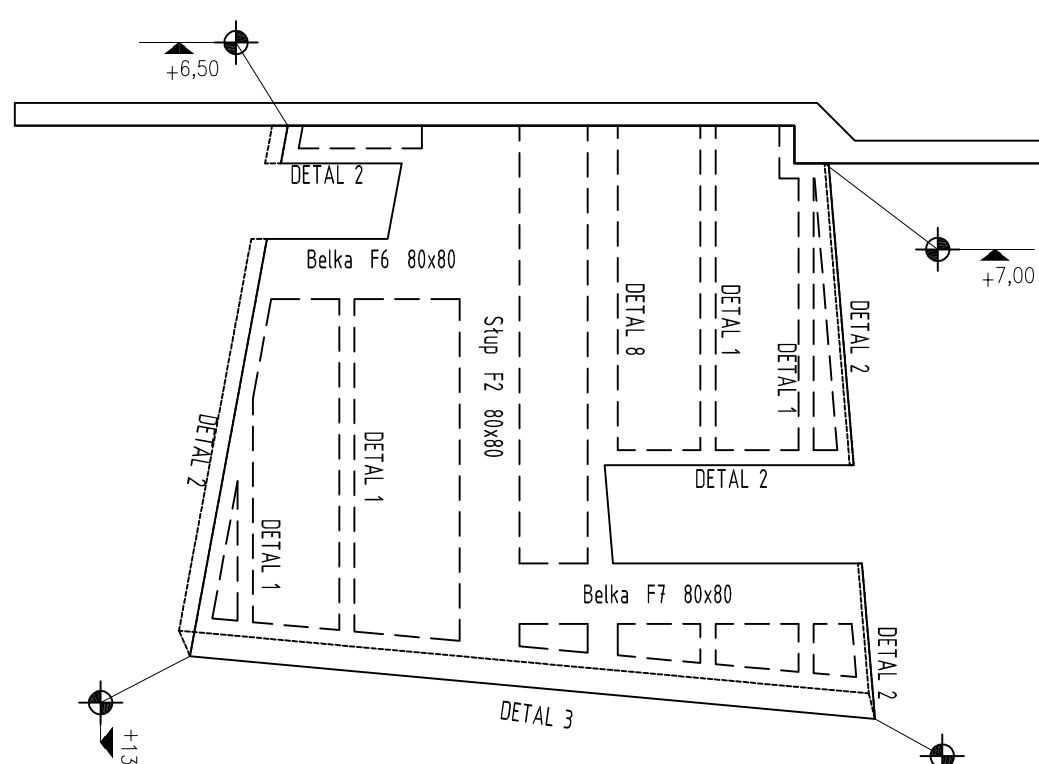 +6,50
DETAL 2
Belka F6 80x80
+7,00
DETAL 8
DETAL 1
DETAL 1
DETAL 2
Słup F2 80x80
DETAL 2
DETAL 1
DETAL 2
DETAL 1
Belka F7 80x80
DETAL 2
DETAL 3
+13